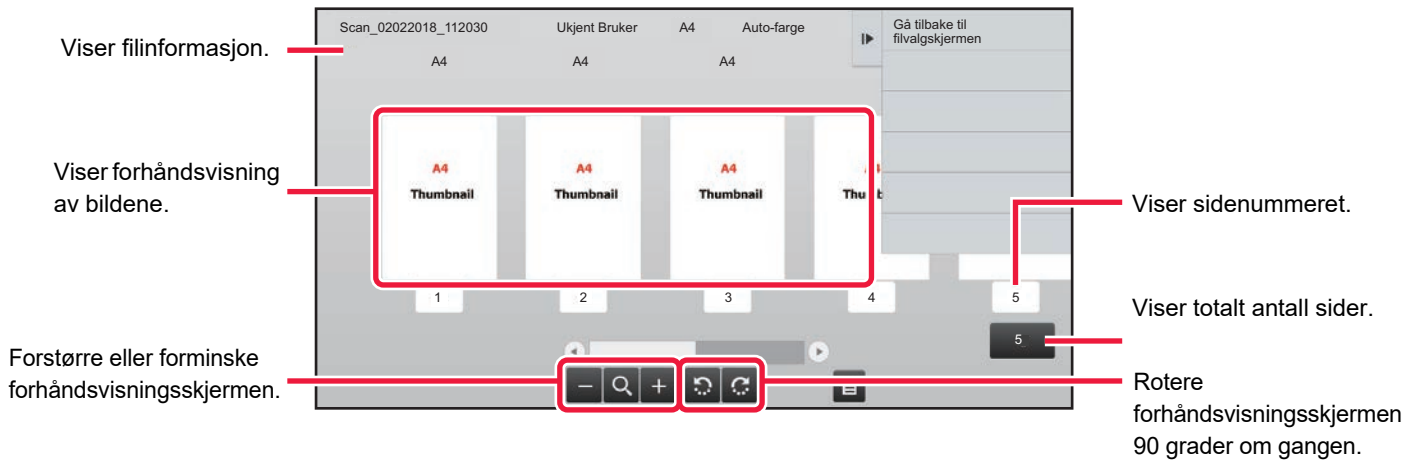 Viser filinformasjon.
Scan_02022018_112030 Ukjent Bruker A4 Auto-farge
A4 A4 A4
Gå tilbake til
filvalgskjermen
Viser forhåndsvisning
av bildene.
A4 A4 A4
Thumbnail Thumbnail Thumbnail
1 2 3 4 5
5
Viser sidenummeret.
Viser totalt antall sider.
Forstørre eller forminske
forhåndsvisningsskjermen.
Rotere
forhåndsvisningsskjermen
90 grader om gangen.